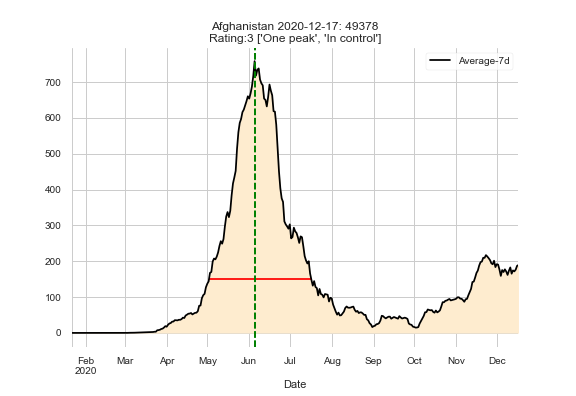 Afghanistan 2020-12-17: 49378
Rating:3 ['One peak', 'In control']
Average-7d
700
600
500
400
300
200
100
0
Feb Mar Apr May Jun Jul Aug Sep Oct Nov Dec
2020
Date